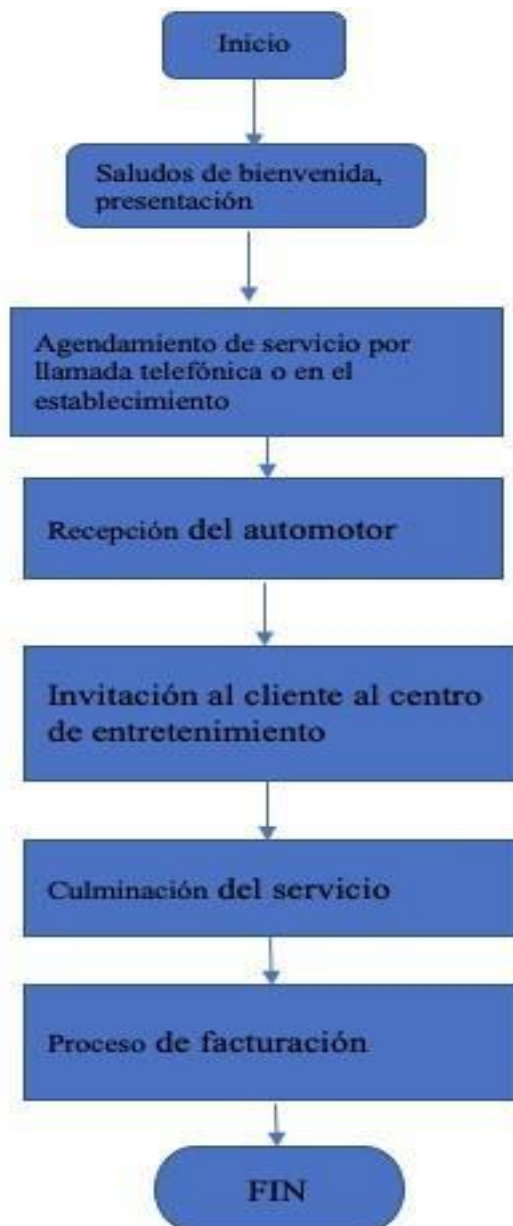 Inicio
Saludos de bienvenida,
presentación
Agendamiento de servicio por
llamada telefónica o en el
establecimiento
Recepción del automotor
Invitación al cliente al centro
de entretenimiento
Culminación del servicio
Proceso de facturación
FIN